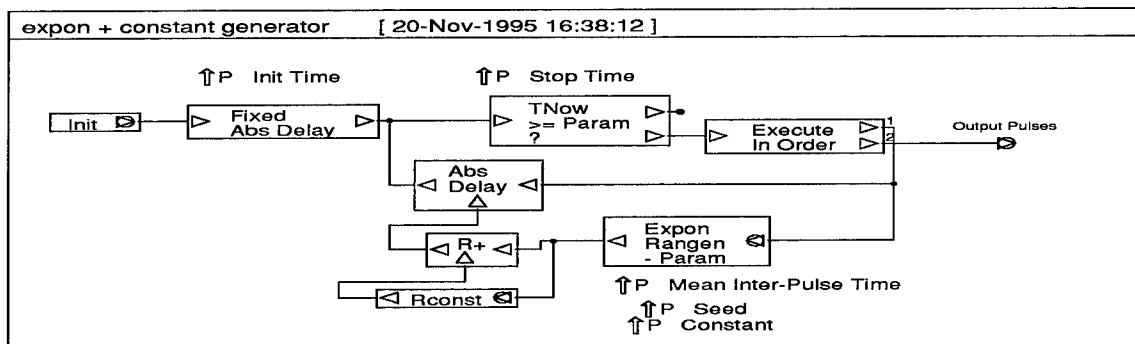 expon + constant generator [ 20-Nov-1995 16:38:12 ]
P Init Time
P Stop Time
Init
Fixed
Abs Delay
TNow
>= Param
?
Execute
In Order
1
2
Output Pulses
Abs
Delay
R+
Expon
Rangen
- Param
Rconst
P Mean Inter-Pulse Time
P Seed
P Constant